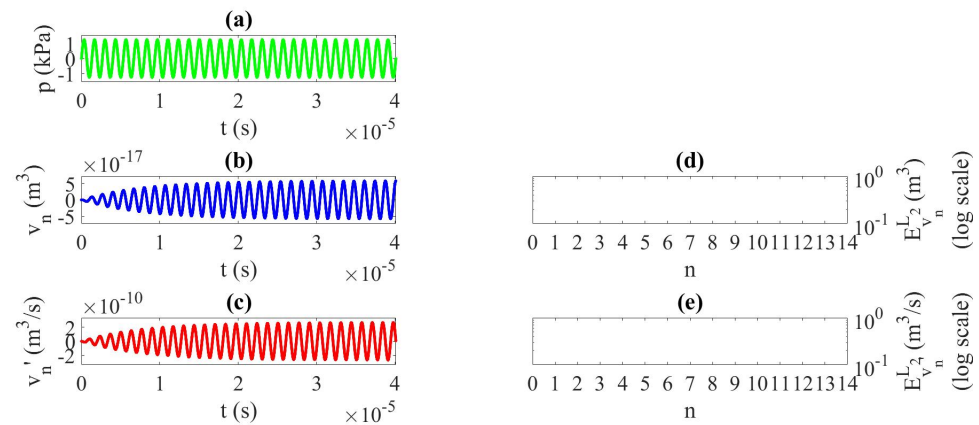 (a)
p (kPa)
1
0
-1
0 1 2 3 4
t (s)
×10^-5
(b)
×10^-17
v_n (m^3)
5
0
-5
0 1 2 3 4
t (s)
×10^-5
(c)
×10^-10
v_n' (m^3/s)
2
0
-2
0 1 2 3 4
t (s)
×10^-5
(d)
10^0
10^-1
E^{L_2}_{v_n} (m^3)
(log scale)
0 1 2 3 4 5 6 7 8 9 10 11 12 13 14
n
(e)
10^0
10^-1
E^{L_2}_{v_n'} (m^3/s)
(log scale)
0 1 2 3 4 5 6 7 8 9 10 11 12 13 14
n